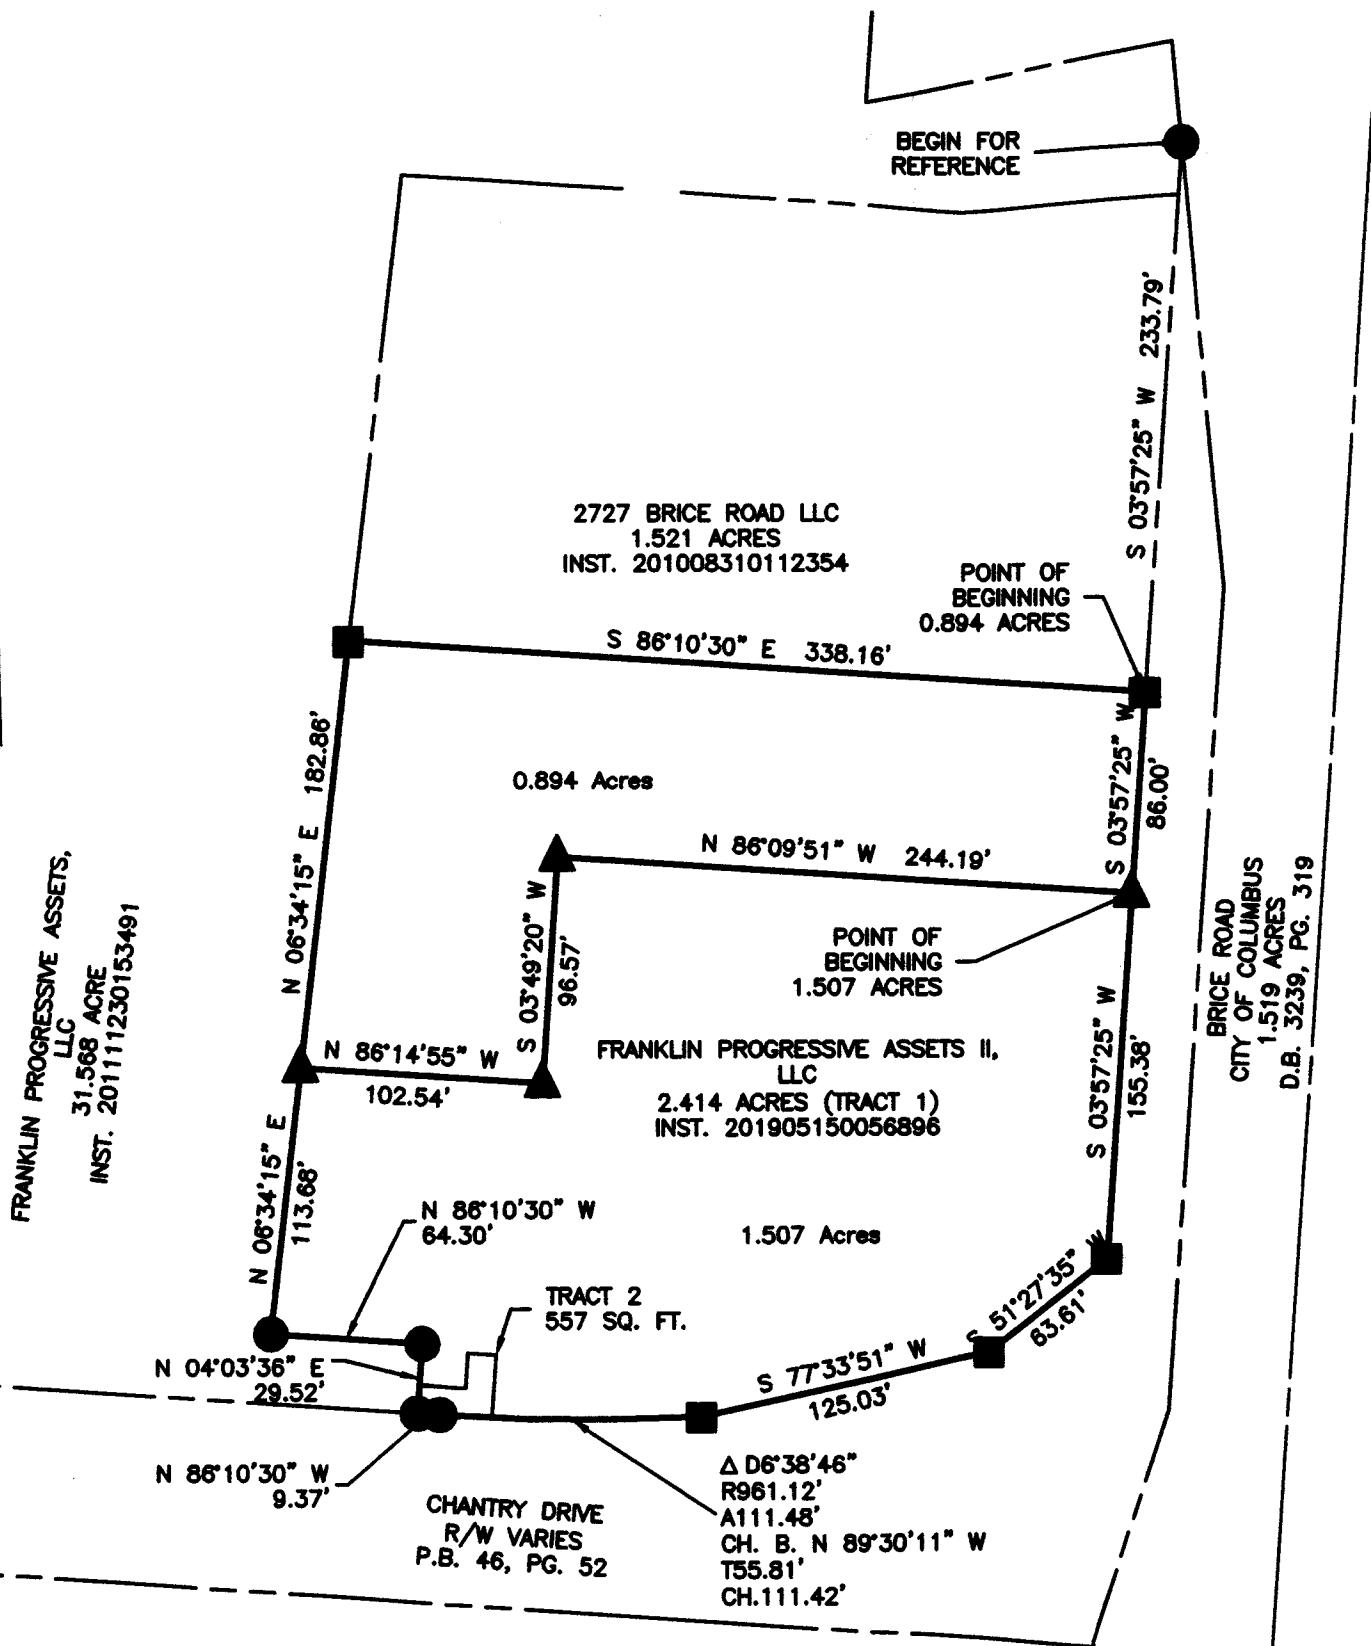 BEGIN FOR
REFERENCE
S 03°57'25" W 233.79'
2727 BRICE ROAD LLC
1.521 ACRES
INST. 201008310112354
POINT OF
BEGINNING
0.894 ACRES
S 86°10'30" E 338.16'
N 06°34'15" E 182.86'
0.894 Acres
S 03°57'25" W
86.00'
N 86°09'51" W 244.19'
S 03°49'20" W
96.57'
POINT OF
BEGINNING
1.507 ACRES
FRANKLIN PROGRESSIVE ASSETS,
LLC
31.568 ACRE
INST. 201111230153491
BRICE ROAD
CITY OF COLUMBUS
1.519 ACRES
D.B. 3239, PG. 319
N 86°14'55" W
102.54'
FRANKLIN PROGRESSIVE ASSETS II,
LLC
2.414 ACRES (TRACT 1)
INST. 201905150056896
S 03°57'25" W
155.38'
N 06°34'15" E
113.68'
N 86°10'30" W
64.30'
1.507 Acres
TRACT 2
557 SQ. FT.
S 51°27'35" W
63.61'
N 04°03'36" E
29.52'
S 77°33'51" W
125.03'
N 86°10'30" W
9.37'
CHANTRY DRIVE
R/W VARIES
P.B. 46, PG. 52
Δ D6°38'46"
R961.12'
A111.48'
CH. B. N 89°30'11" W
T55.81'
CH.111.42'